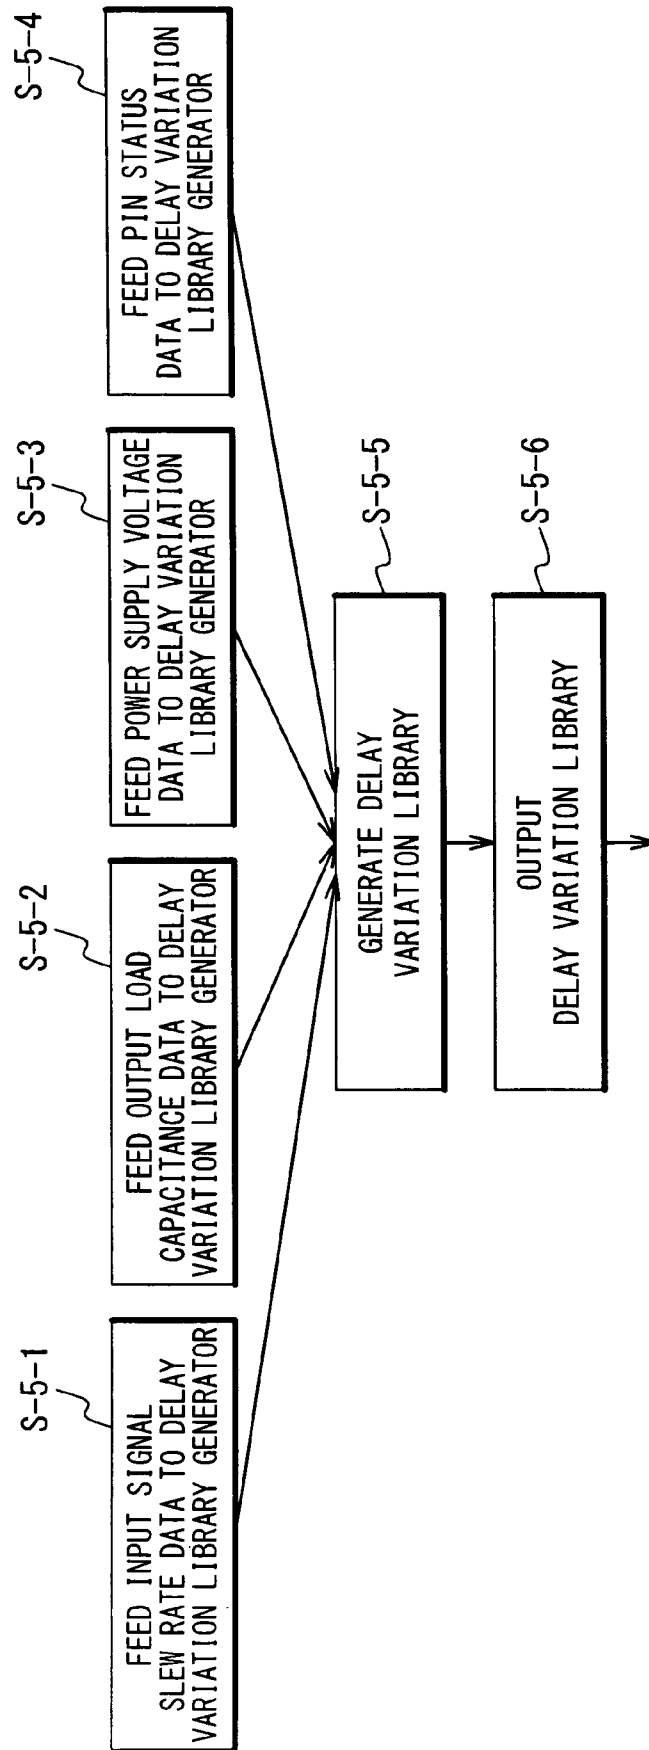 S-5-1
FEED INPUT SIGNAL
SLEW RATE DATA TO DELAY
VARIATION LIBRARY GENERATOR
S-5-2
FEED OUTPUT LOAD
CAPACITANCE DATA TO DELAY
VARIATION LIBRARY GENERATOR
S-5-3
FEED POWER SUPPLY VOLTAGE
DATA TO DELAY VARIATION
LIBRARY GENERATOR
S-5-4
FEED PIN STATUS
DATA TO DELAY VARIATION
LIBRARY GENERATOR
S-5-5
GENERATE DELAY
VARIATION LIBRARY
S-5-6
OUTPUT
DELAY VARIATION LIBRARY